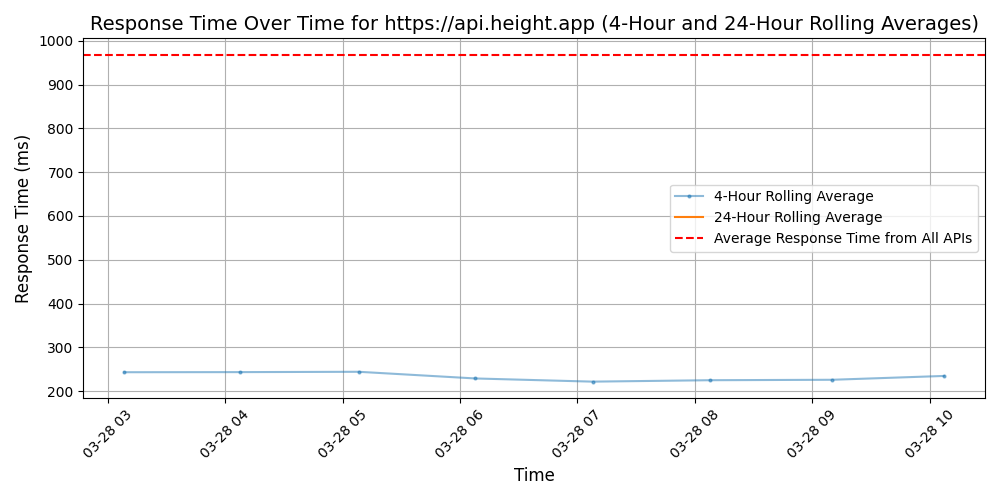 Response Time Over Time for https://api.height.app (4-Hour and 24-Hour Rolling Averages)
Response Time (ms)
1000
900
800
700
600
500
400
300
200
4-Hour Rolling Average
24-Hour Rolling Average
Average Response Time from All APIs
03-28 03
03-28 04
03-28 05
03-28 06
03-28 07
03-28 08
03-28 09
03-28 10
Time